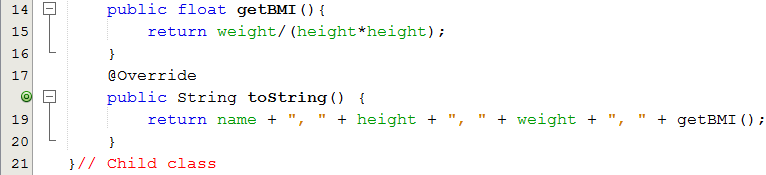 14 public float getBMI(){
15 return weight/(height*height);
16 }
17 @Override
public String toString() {
19 return name + ", " + height + ", " + weight + ", " + getBMI();
20 }
21 }// Child class